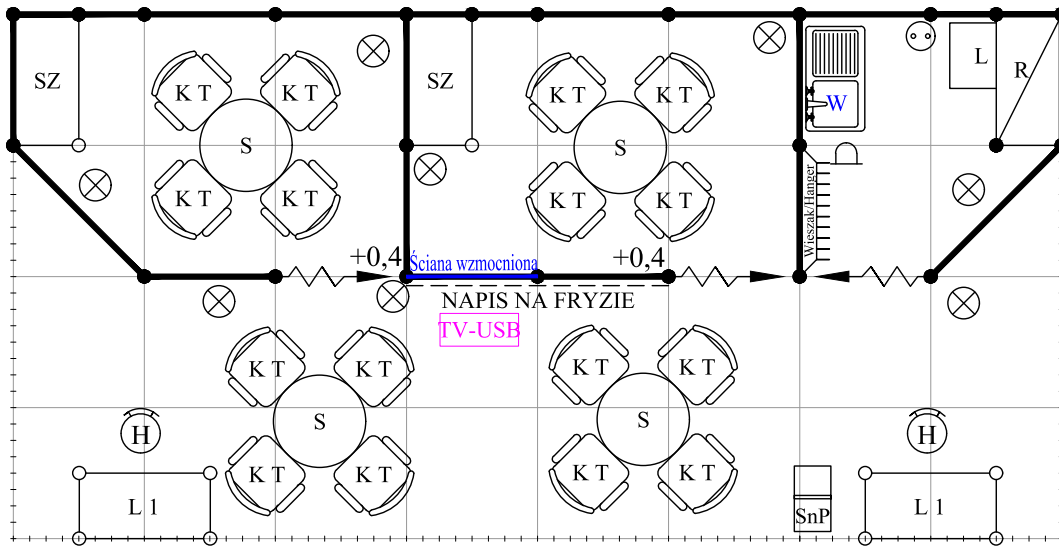 SZ
K T
K T
S
K T
K T
SZ
K T
K T
S
K T
K T
W
L
R
Wieszak/Hanger
+0,4
Ściana wzmocniona
+0,4
NAPIS NA FRYZIE
TV-USB
K T
K T
S
K T
K T
K T
K T
S
K T
K T
H
L 1
H
SnP
L 1